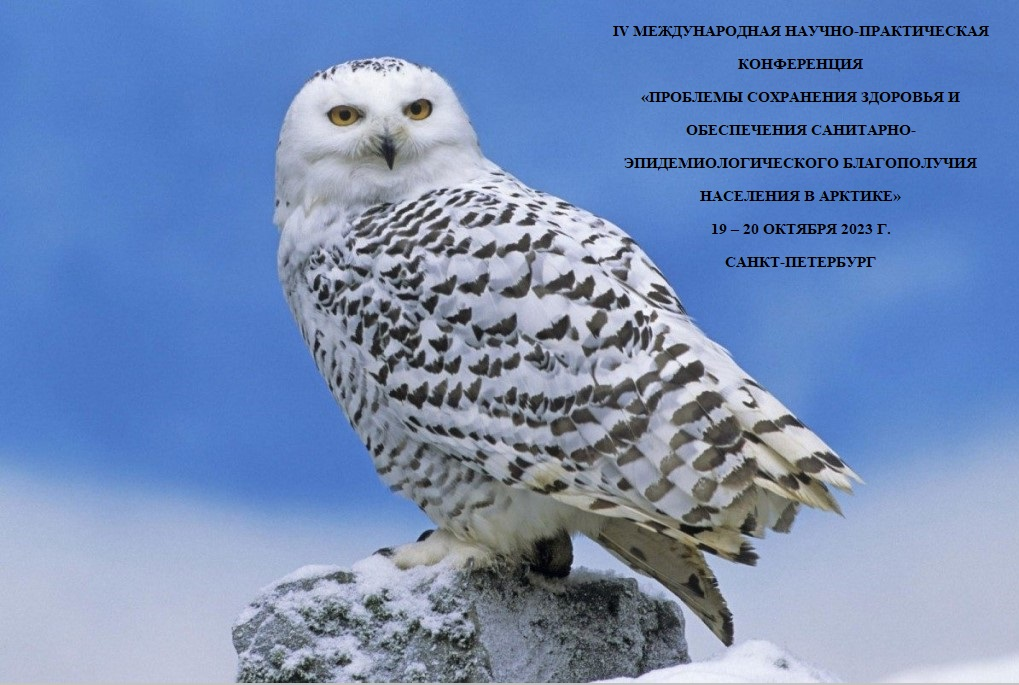 IV МЕЖДУНАРОДНАЯ НАУЧНО-ПРАКТИЧЕСКАЯ
КОНФЕРЕНЦИЯ
«ПРОБЛЕМЫ СОХРАНЕНИЯ ЗДОРОВЬЯ И
ОБЕСПЕЧЕНИЯ САНИТАРНО-
ЭПИДЕМИОЛОГИЧЕСКОГО БЛАГОПОЛУЧИЯ
НАСЕЛЕНИЯ В АРКТИКЕ»
19 – 20 ОКТЯБРЯ 2023 Г.
САНКТ-ПЕТЕРБУРГ